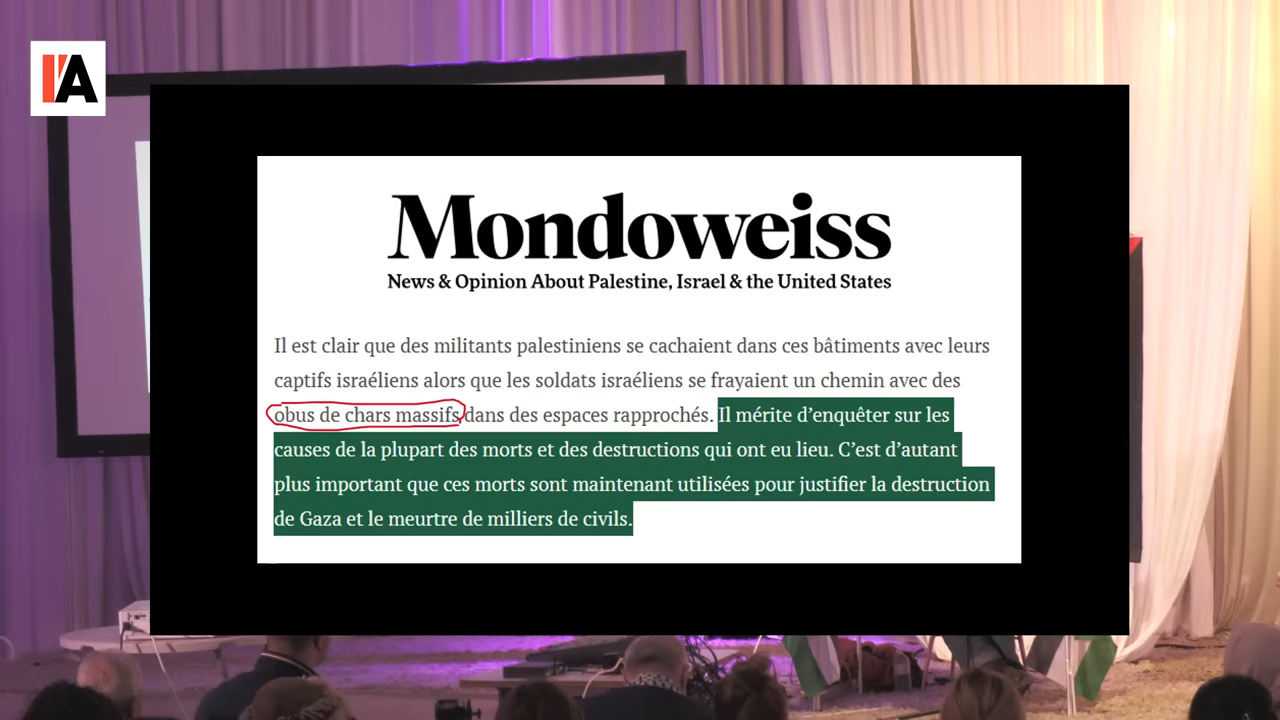 IA
Mondoweiss
News & Opinion About Palestine, Israel & the United States
Il est clair que des militants palestiniens se cachaient dans ces bâtiments avec leurs
captifs israéliens alors que les soldats israéliens se frayaient un chemin avec des
obus de chars massifs dans des espaces rapprochés. Il mérite d’enquêter sur les
causes de la plupart des morts et des destructions qui ont eu lieu. C’est d’autant
plus important que ces morts sont maintenant utilisées pour justifier la destruction
de Gaza et le meurtre de milliers de civils.